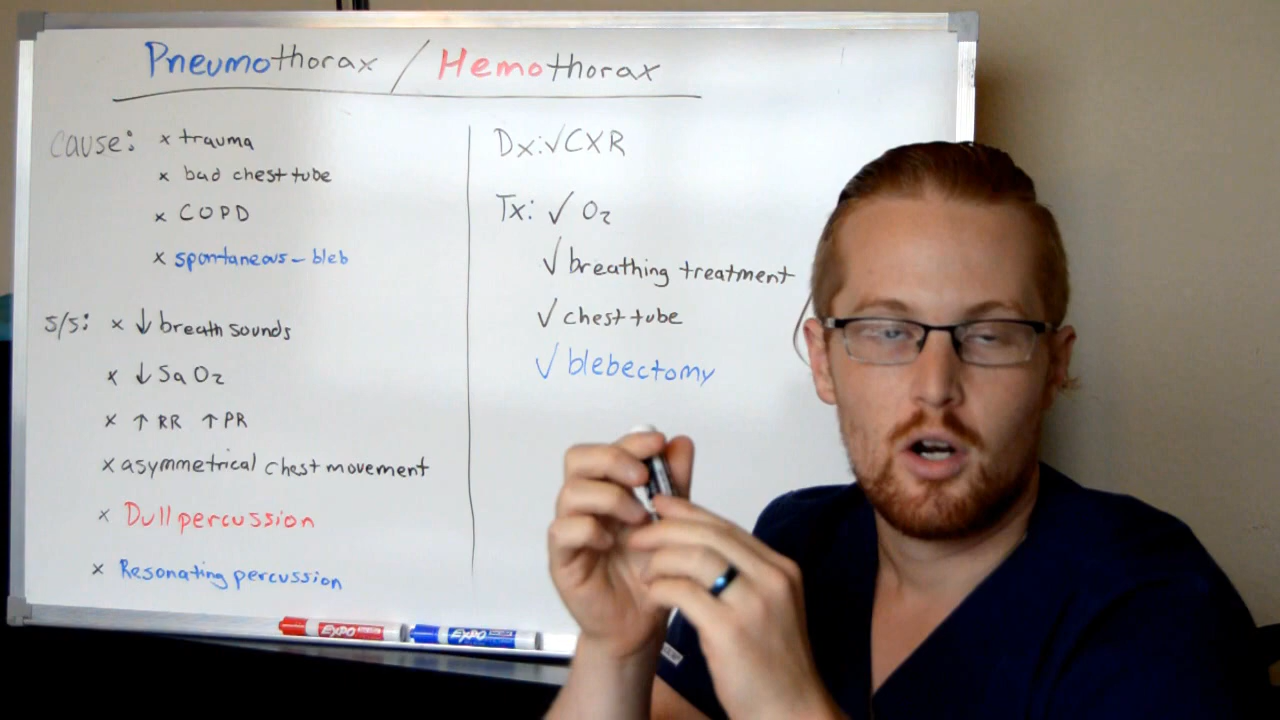 Pneumothorax / Hemothorax
cause: x trauma
x bad chest tube
x COPD
x spontaneous - bleb
s/s: x ↓ breath sounds
x ↓ SaO2
x ↑ RR ↑ PR
x asymmetrical chest movement
x Dull percussion
x Resonating percussion
Dx: ✓ CXR
Tx: ✓ O2
✓ breathing treatment
✓ chest tube
✓ blebectomy
EXPO
EXPO